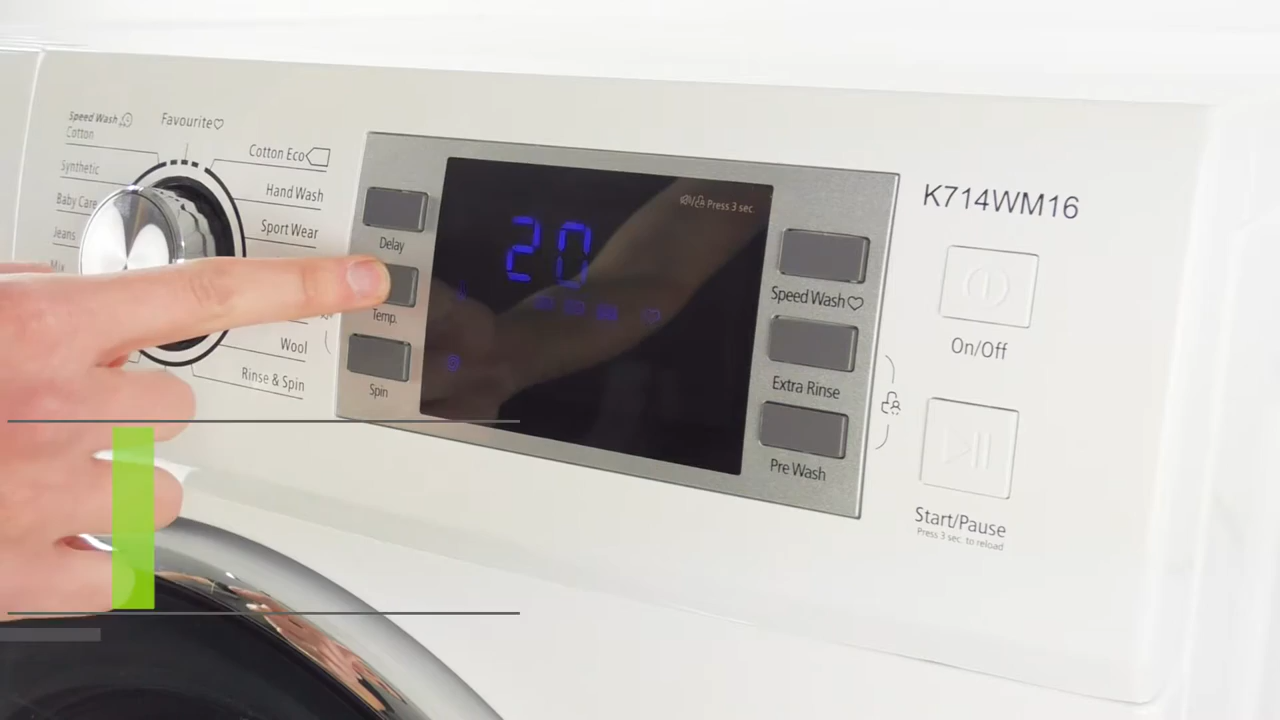 Speed Wash
Cotton
Synthetic
Baby Care
Jeans
Mix
Favourite
Cotton Eco
Hand Wash
Sport Wear
Wool
Rinse & Spin
Delay
Temp.
Spin
20
Press 3 sec.
Speed Wash
Extra Rinse
Pre Wash
K714WM16
On/Off
Start/Pause
Press 3 sec. to reload